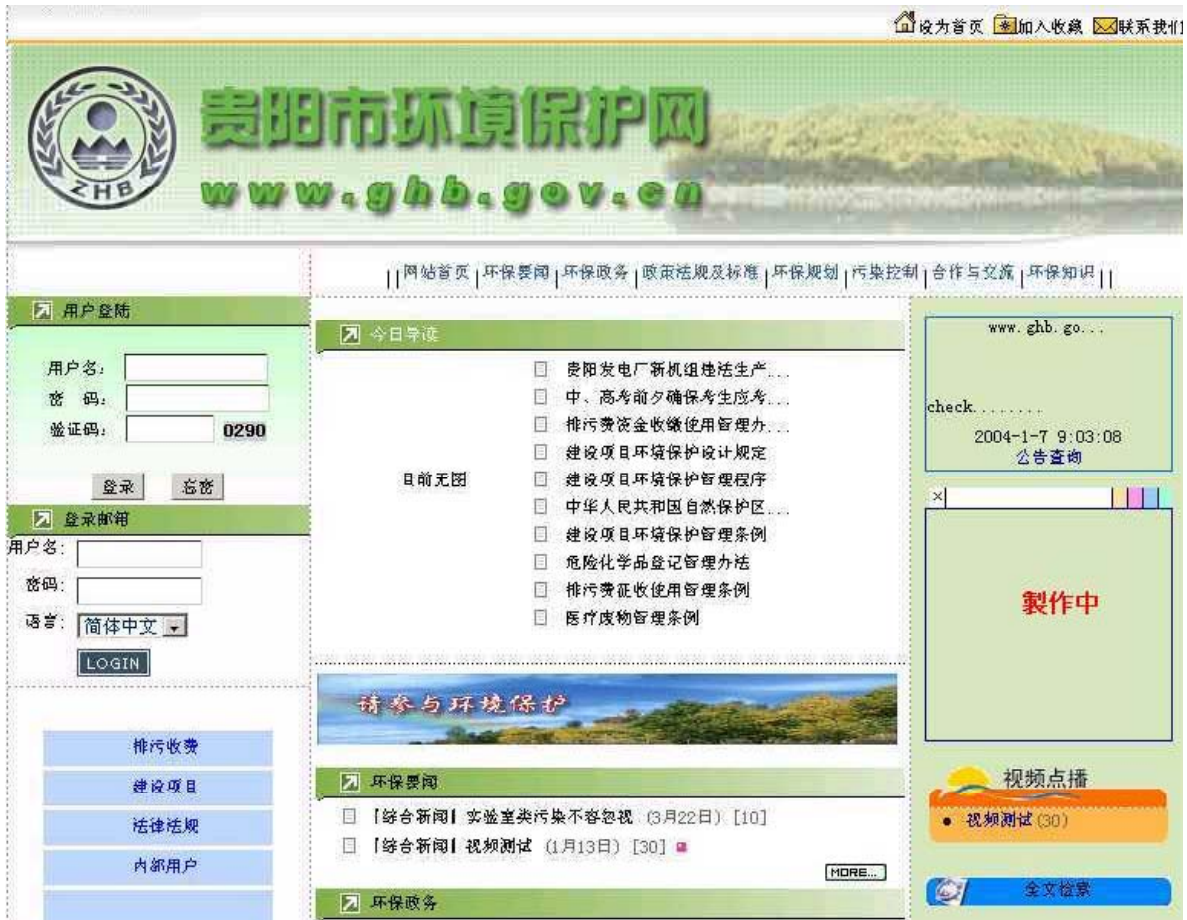 设为首页 加入收藏 联系我们
贵阳市环境保护网
www.ghb.gov.cn
ZHB
||网站首页|环保要闻|环保政务|政策法规及标准|环保规划|污染控制|合作与交流|环保知识||
用户登陆
用户名:
密 码:
验证码: 0290
登录 忘密
登录邮箱
用户名:
密码:
语言: 简体中文
LOGIN
排污收费
建设项目
法律法规
内部用户
今日导读
目前无图
贵阳发电厂新机组违法生产...
中、高考前夕确保考生应考...
排污费资金收缴使用管理办...
建设项目环境保护设计规定
建设项目环境保护管理程序
中华人民共和国自然保护区...
建设项目环境保护管理条例
危险化学品登记管理办法
排污费征收使用管理条例
医疗废物管理条例
请参与环境保护
环保要闻
【综合新闻】实验室类污染不容忽视 (3月22日) [10]
【综合新闻】视频测试 (1月13日) [30]
MORE...
环保政务
www.ghb.go...
check........
2004-1-7 9:03:08
公告查询
×
製作中
视频点播
● 视频测试(30)
全文检索